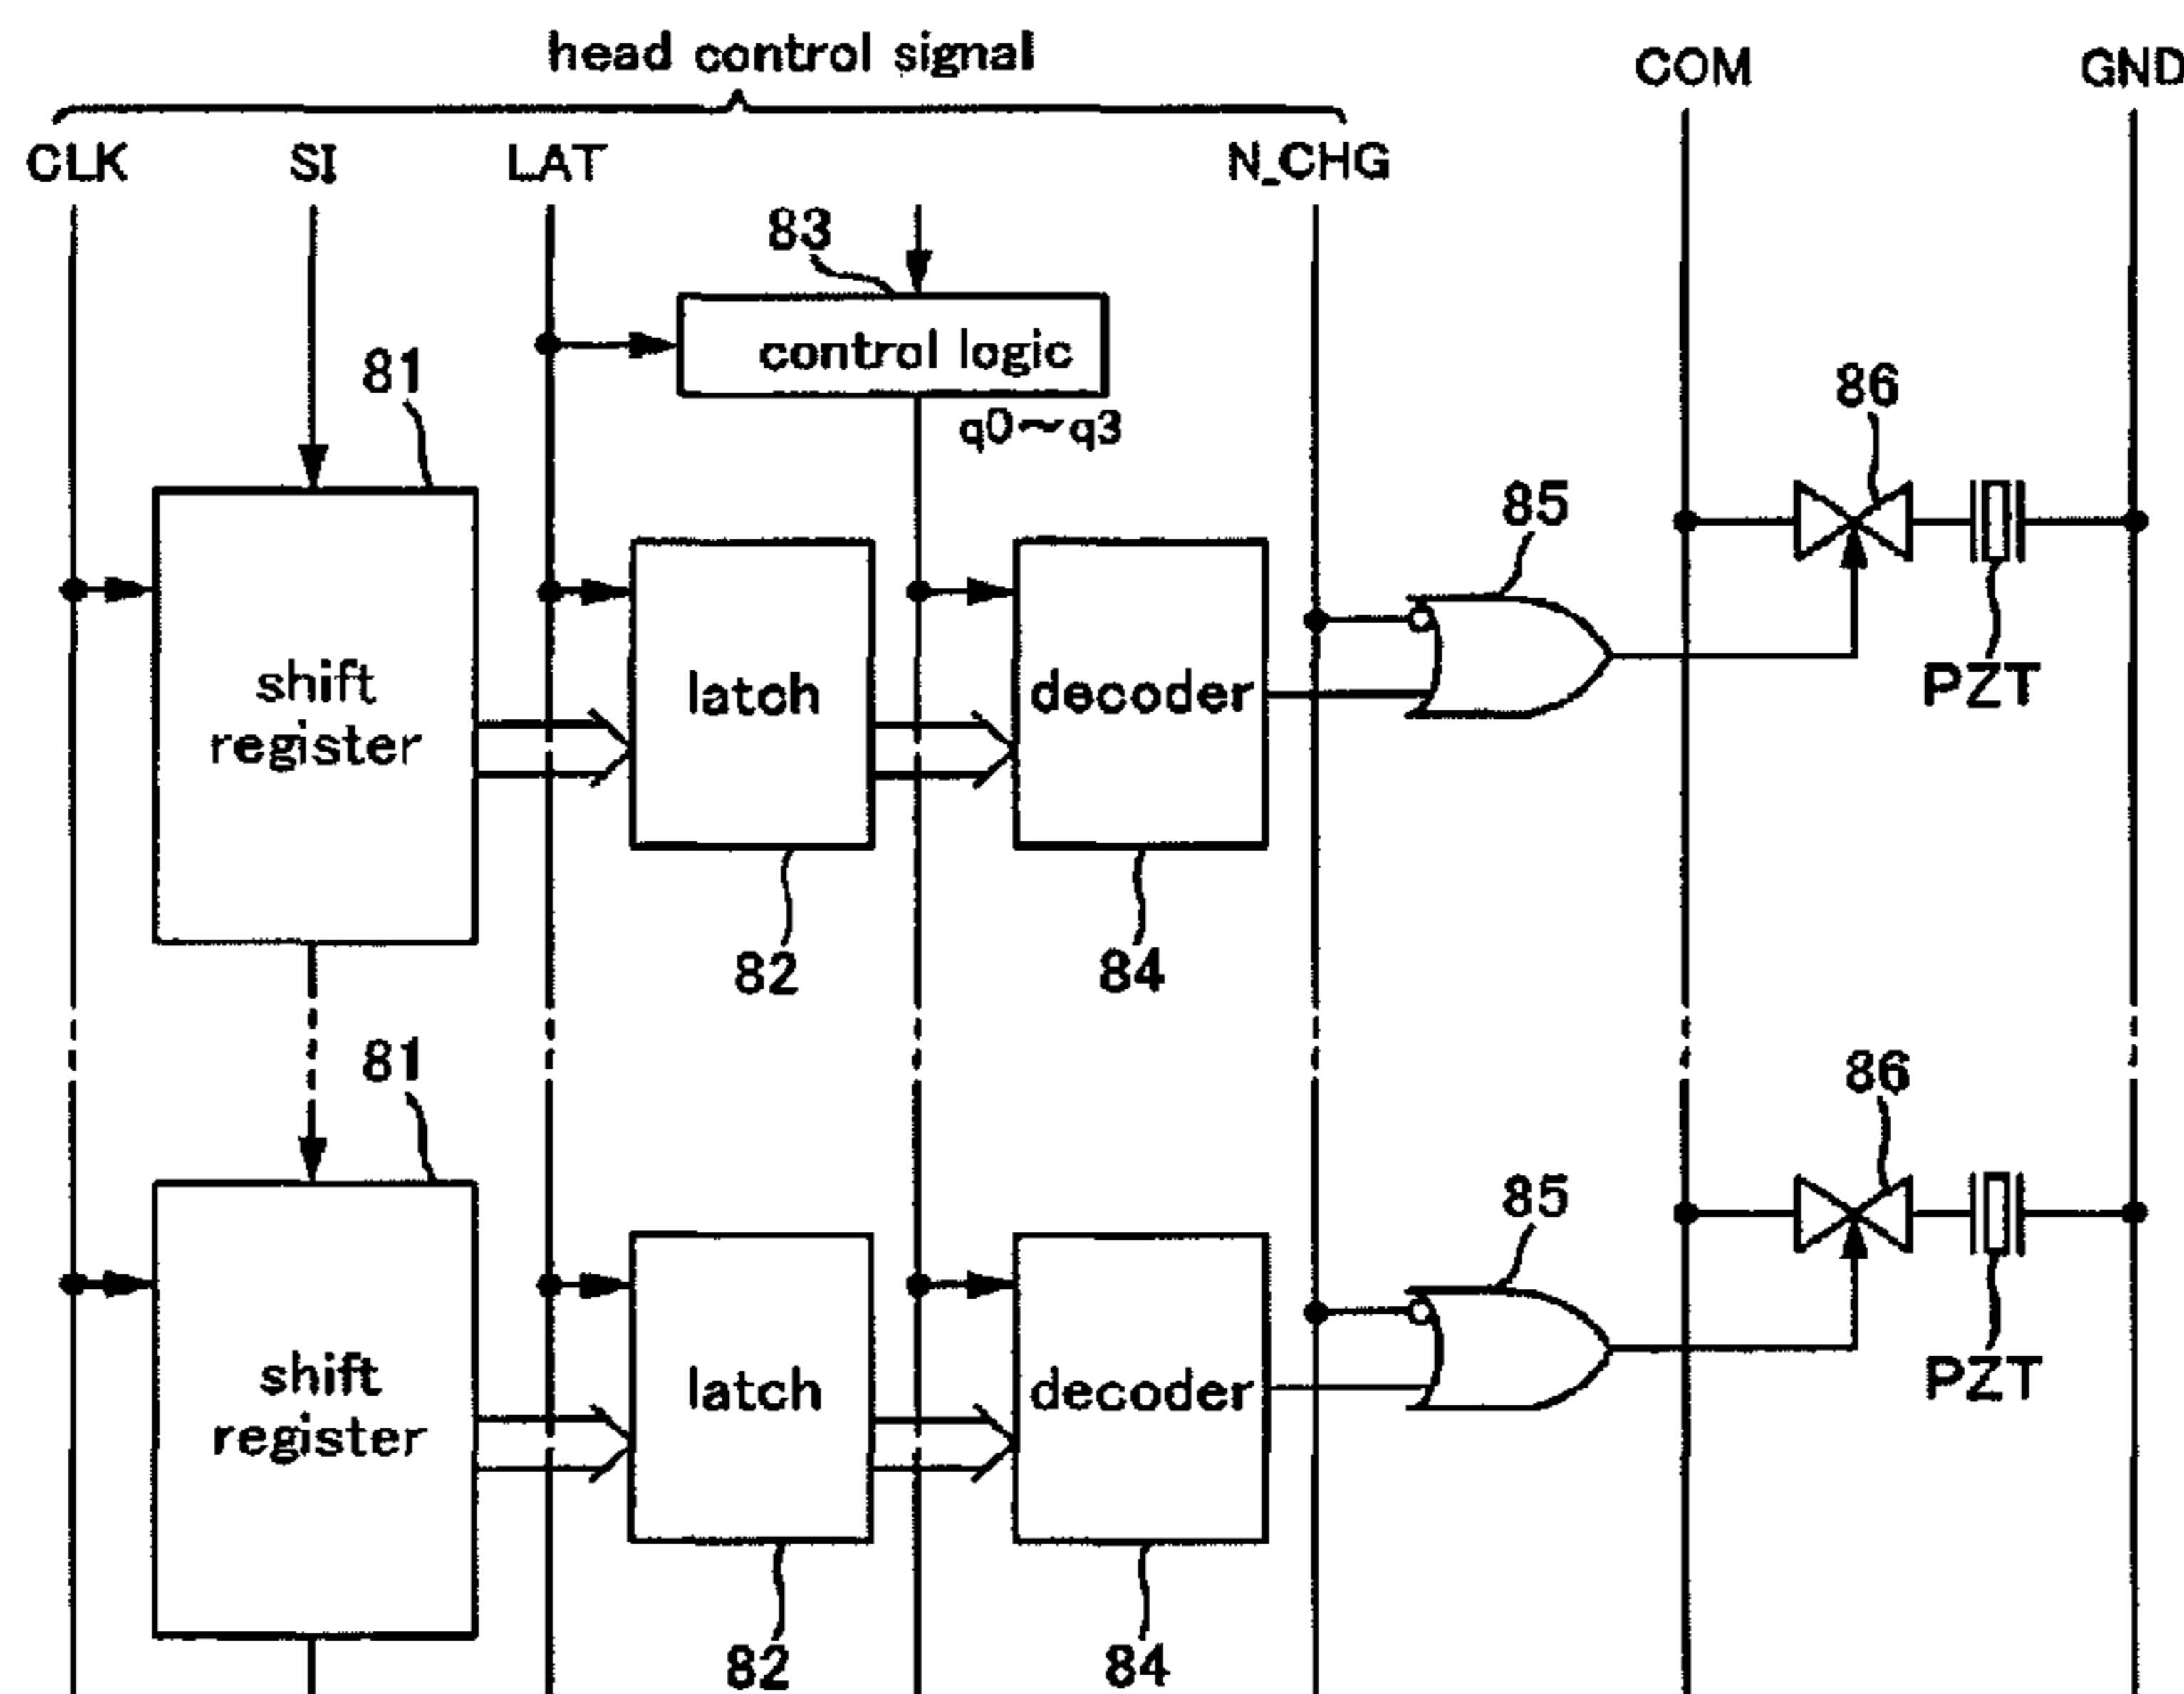 head control signal
COM
GND
CLK
SI
LAT
N_CHG
83
control logic
81
q0~q3
86
85
shift
register
latch
decoder
PZT
82
84
81
86
85
shift
register
latch
decoder
PZT
82
84